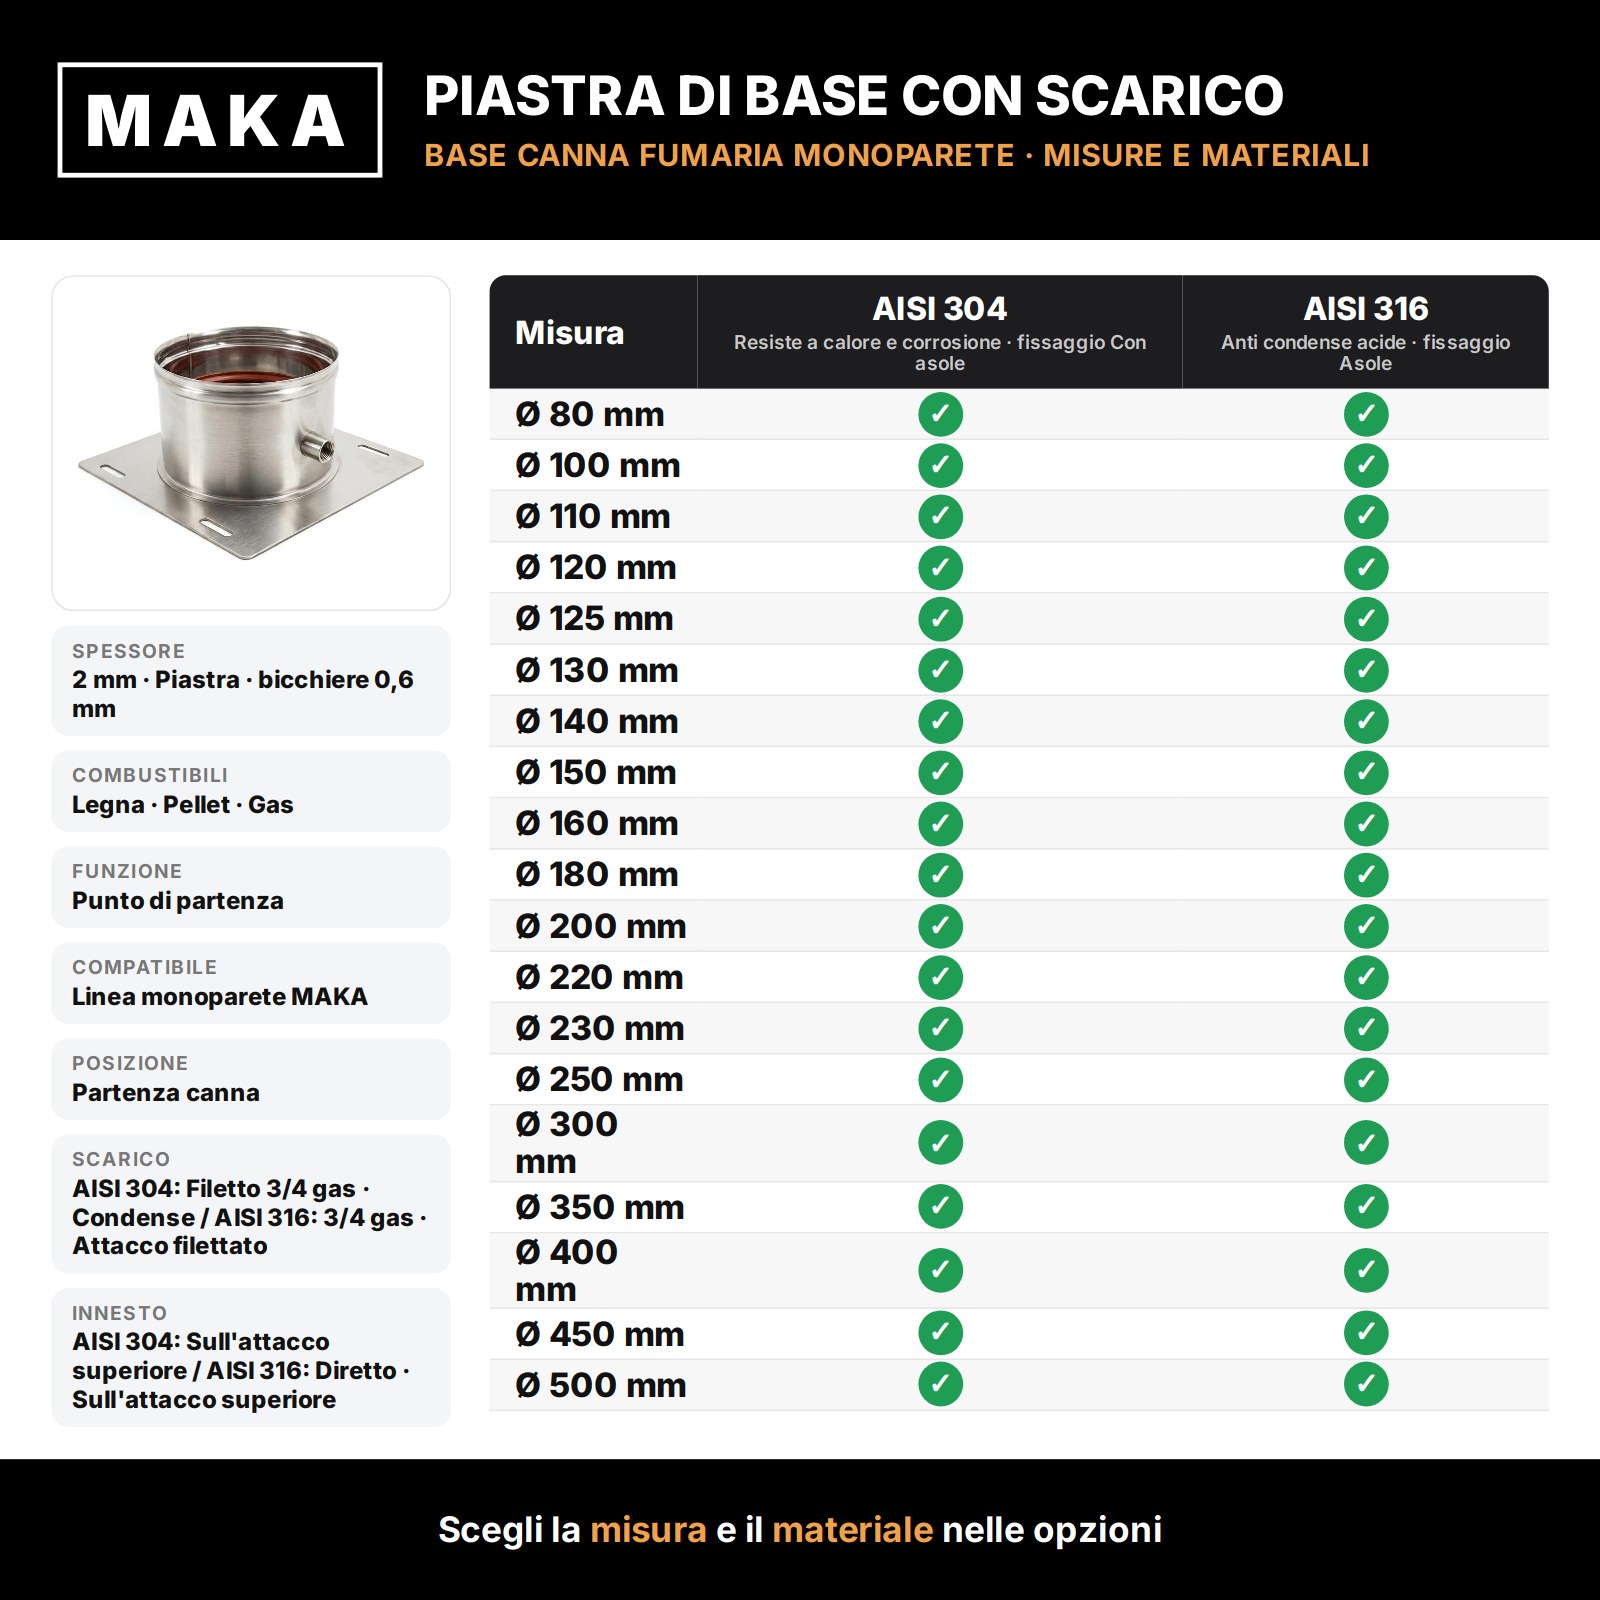 MAKA
PIASTRA DI BASE CON SCARICO
BASE CANNA FUMARIA MONOPARETE · MISURE E MATERIALI
SPESSORE
2 mm · Piastra · bicchiere 0,6
mm
COMBUSTIBILI
Legna · Pellet · Gas
FUNZIONE
Punto di partenza
COMPATIBILE
Linea monoparete MAKA
POSIZIONE
Partenza canna
SCARICO
AISI 304: Filetto 3/4 gas ·
Condense / AISI 316: 3/4 gas ·
Attacco filettato
INNESTO
AISI 304: Sull'attacco
superiore / AISI 316: Diretto ·
Sull'attacco superiore
Misura
AISI 304
Resiste a calore e corrosione · fissaggio Con
asole
AISI 316
Anti condense acide · fissaggio
Asole
Ø 80 mm ✓ ✓
Ø 100 mm ✓ ✓
Ø 110 mm ✓ ✓
Ø 120 mm ✓ ✓
Ø 125 mm ✓ ✓
Ø 130 mm ✓ ✓
Ø 140 mm ✓ ✓
Ø 150 mm ✓ ✓
Ø 160 mm ✓ ✓
Ø 180 mm ✓ ✓
Ø 200 mm ✓ ✓
Ø 220 mm ✓ ✓
Ø 230 mm ✓ ✓
Ø 250 mm ✓ ✓
Ø 300
mm ✓ ✓
Ø 350 mm ✓ ✓
Ø 400
mm ✓ ✓
Ø 450 mm ✓ ✓
Ø 500 mm ✓ ✓
Scegli la misura e il materiale nelle opzioni